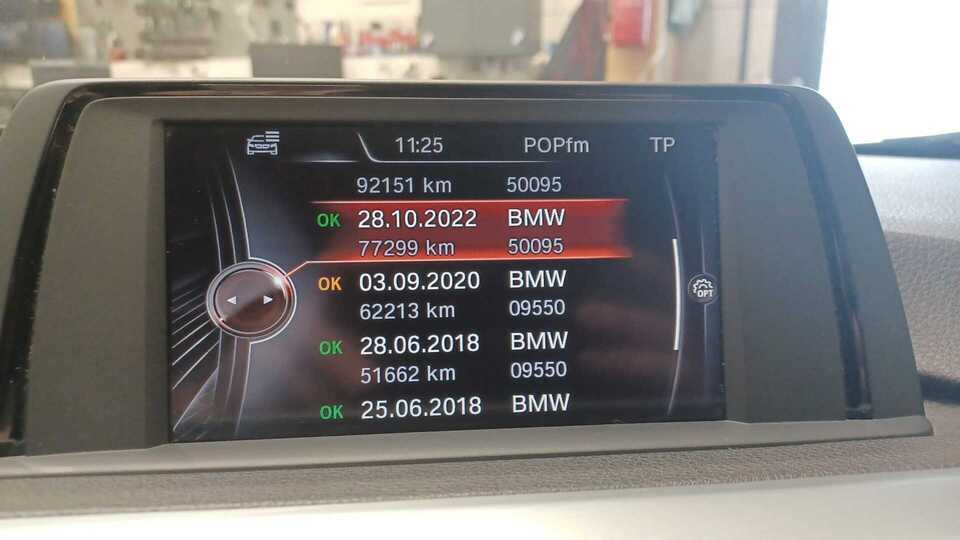 11:25 POPfm TP
92151 km 50095
OK 28.10.2022 BMW
77299 km 50095
OK 03.09.2020 BMW
62213 km 09550
OK 28.06.2018 BMW
51662 km 09550
OK 25.06.2018 BMW
OPT